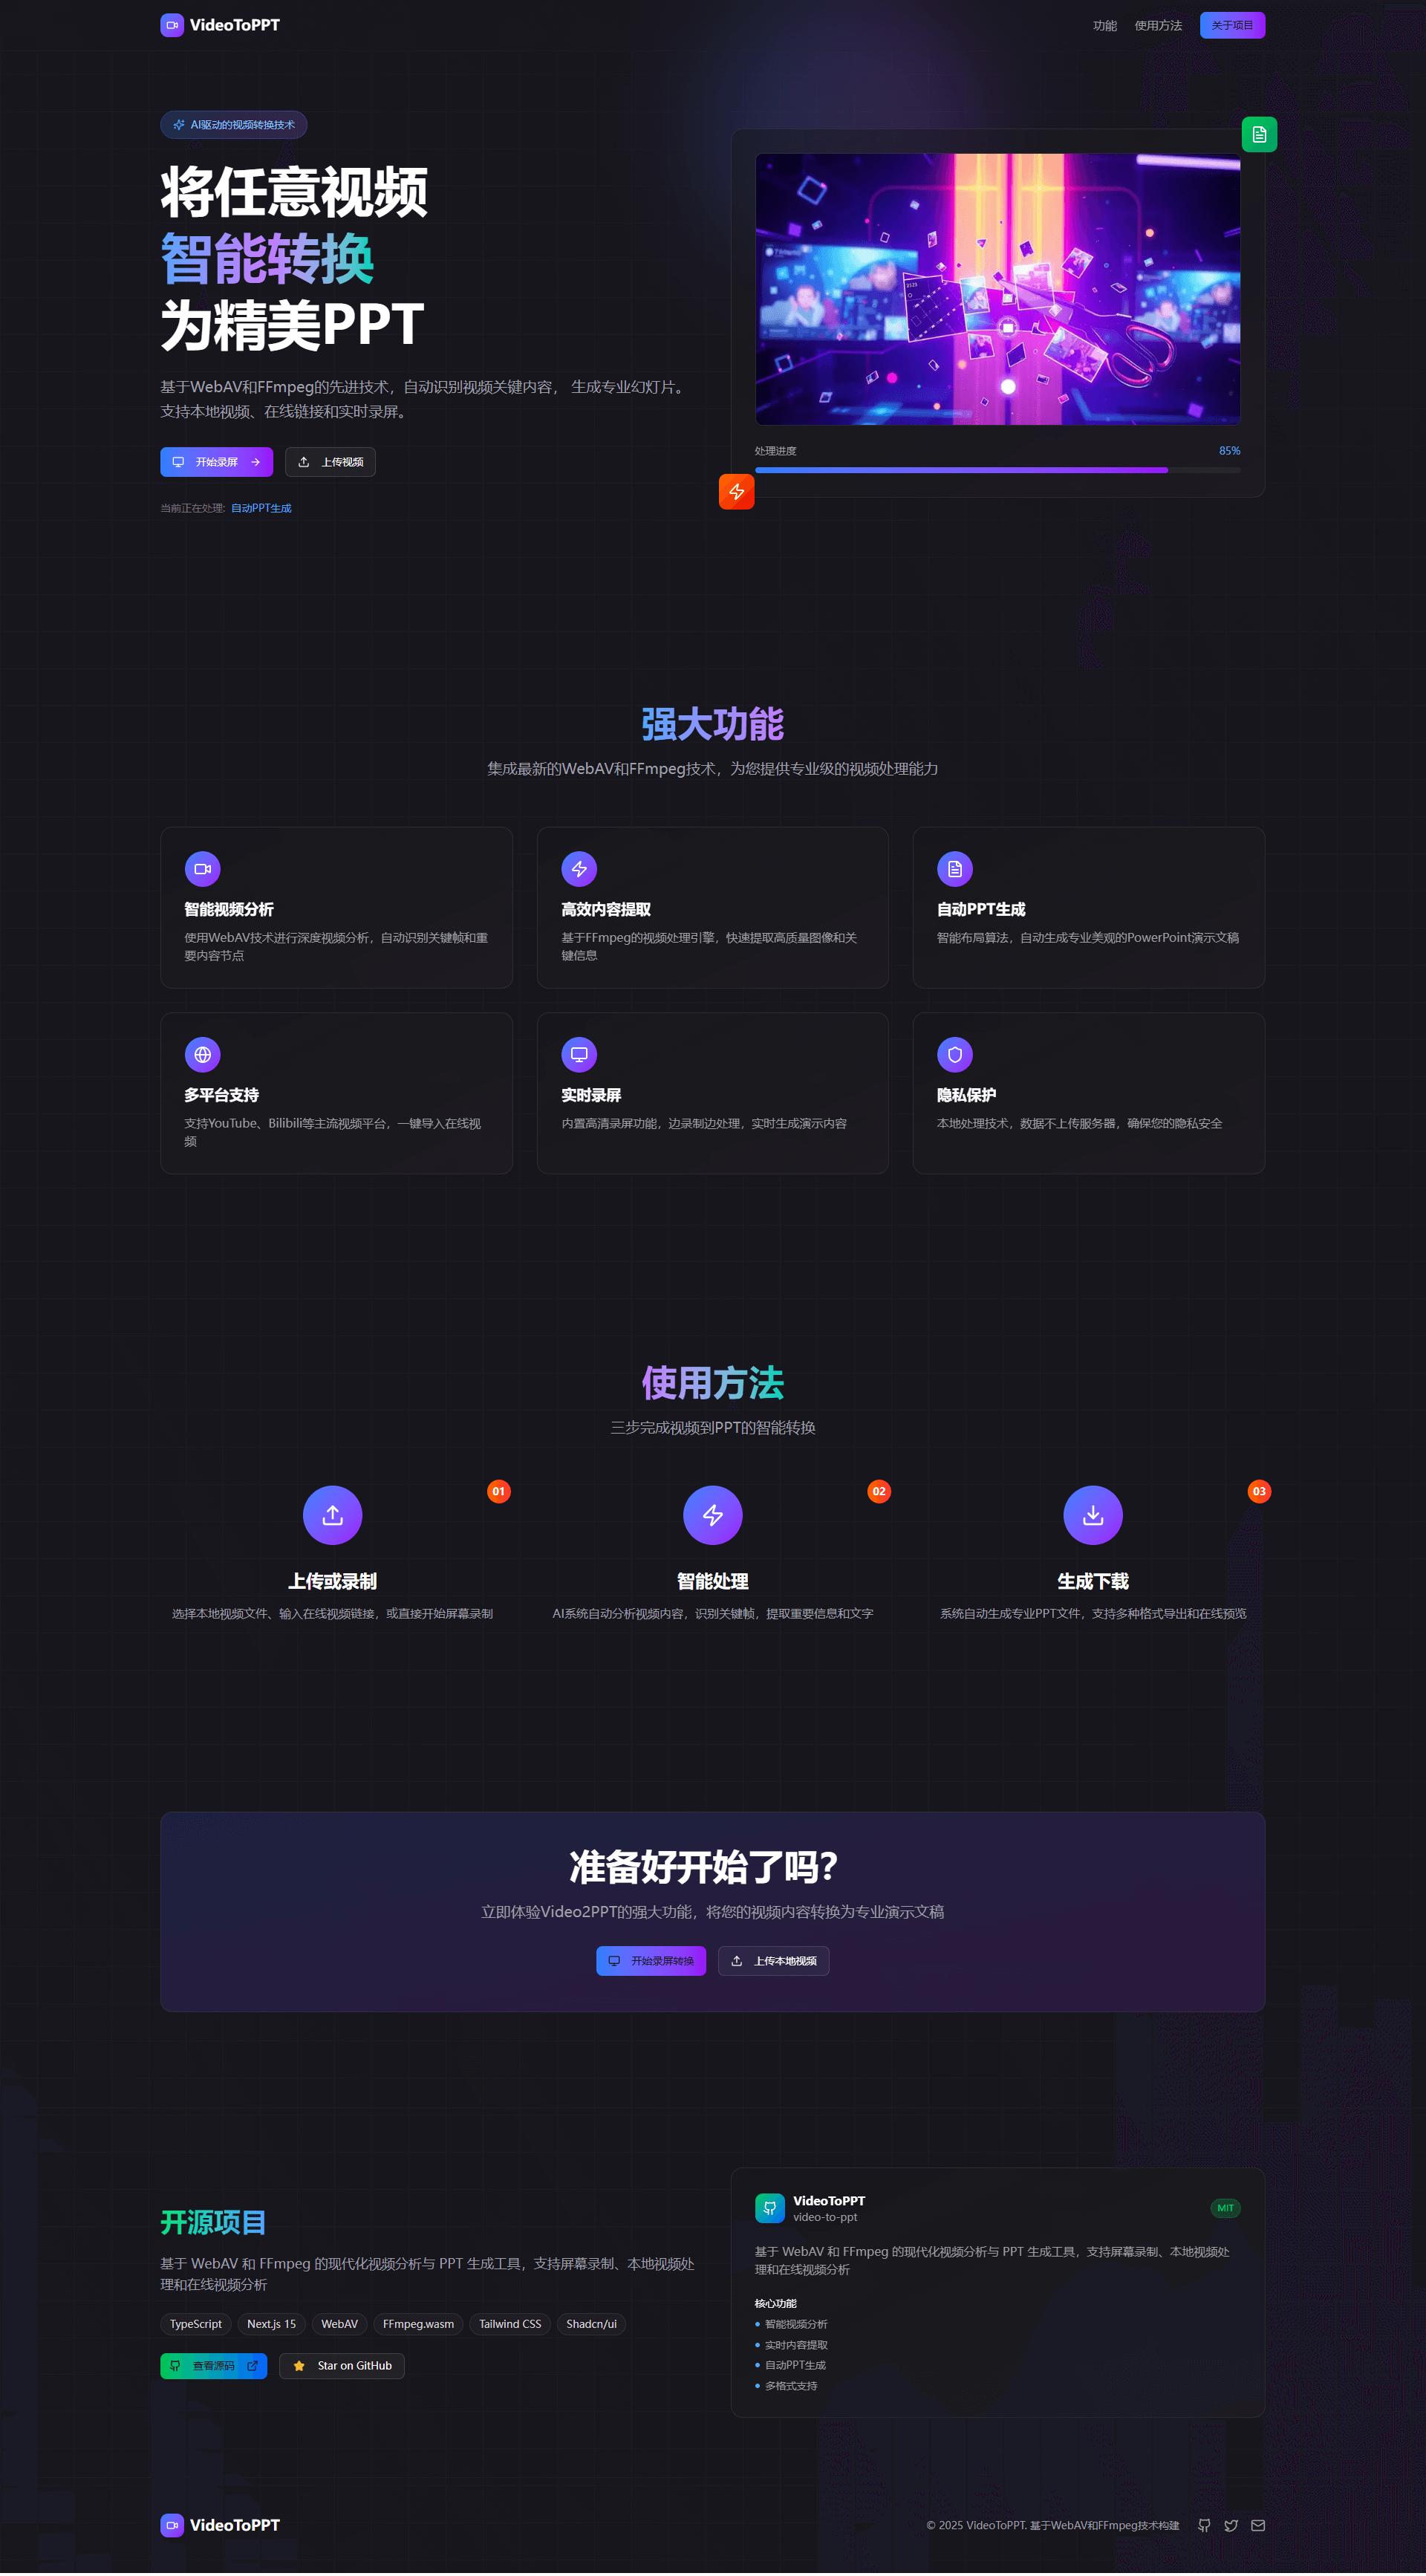 VideoToPPT
功能
使用方法
关于项目
AI驱动的视频转换技术
将任意视频
智能转换
为精美PPT
基于WebAV和FFmpeg的先进技术，自动识别视频关键内容， 生成专业幻灯片。
支持本地视频、在线链接和实时录屏。
开始录屏
上传视频
当前正在处理: 自动PPT生成
处理进度
85%
强大功能
集成最新的WebAV和FFmpeg技术，为您提供专业级的视频处理能力
智能视频分析
使用WebAV技术进行深度视频分析，自动识别关键帧和重
要内容节点
高效内容提取
基于FFmpeg的视频处理引擎，快速提取高质量图像和关
键信息
自动PPT生成
智能布局算法，自动生成专业美观的PowerPoint演示文稿
多平台支持
支持YouTube、Bilibili等主流视频平台，一键导入在线视
频
实时录屏
内置高清录屏功能，边录制边处理，实时生成演示内容
隐私保护
本地处理技术，数据不上传服务器，确保您的隐私安全
使用方法
三步完成视频到PPT的智能转换
01
上传或录制
选择本地视频文件、输入在线视频链接，或直接开始屏幕录制
02
智能处理
AI系统自动分析视频内容，识别关键帧，提取重要信息和文字
03
生成下载
系统自动生成专业PPT文件，支持多种格式导出和在线预览
准备好开始了吗？
立即体验Video2PPT的强大功能，将您的视频内容转换为专业演示文稿
开始录屏转换
上传本地视频
开源项目
基于 WebAV 和 FFmpeg 的现代化视频分析与 PPT 生成工具，支持屏幕录制、本地视频处
理和在线视频分析
TypeScript
Next.js 15
WebAV
FFmpeg.wasm
Tailwind CSS
Shadcn/ui
查看源码
Star on GitHub
VideoToPPT
video-to-ppt
MIT
基于 WebAV 和 FFmpeg 的现代化视频分析与 PPT 生成工具，支持屏幕录制、本地视频处
理和在线视频分析
核心功能
智能视频分析
实时内容提取
自动PPT生成
多格式支持
VideoToPPT
© 2025 VideoToPPT. 基于WebAV和FFmpeg技术构建